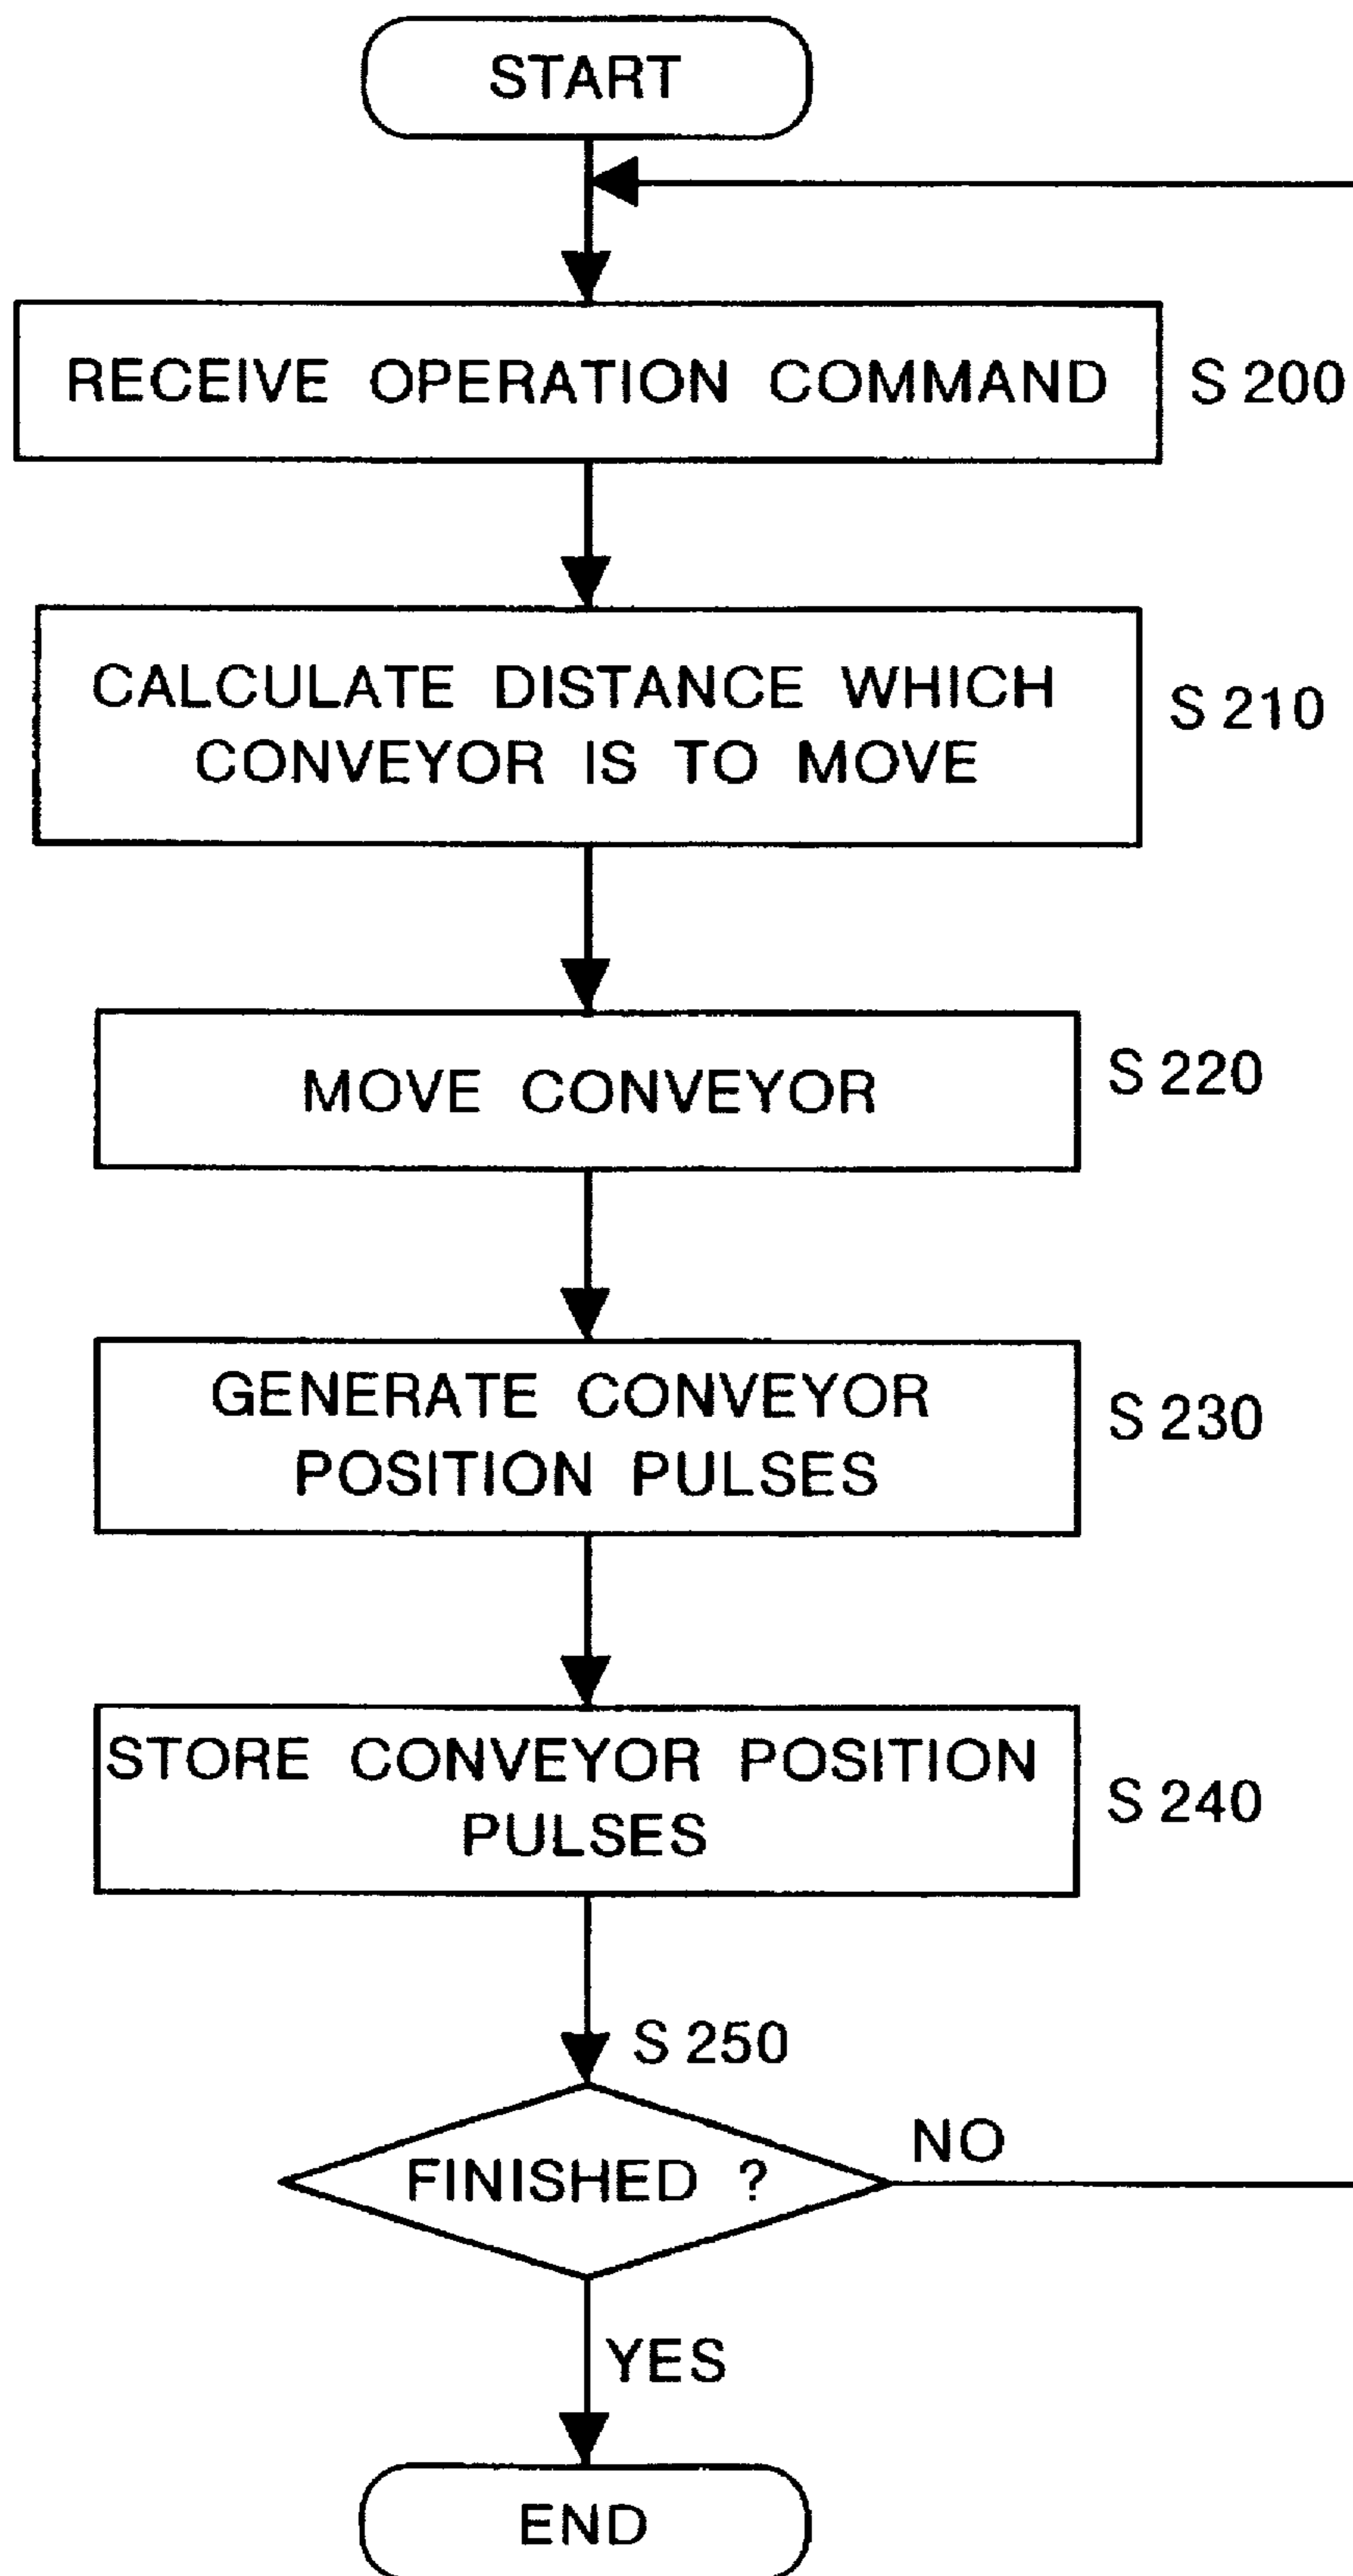 START
RECEIVE OPERATION COMMAND
S 200
CALCULATE DISTANCE WHICH
CONVEYOR IS TO MOVE
S 210
MOVE CONVEYOR
S 220
GENERATE CONVEYOR
POSITION PULSES
S 230
STORE CONVEYOR POSITION
PULSES
S 240
S 250
FINISHED ?
NO
YES
END